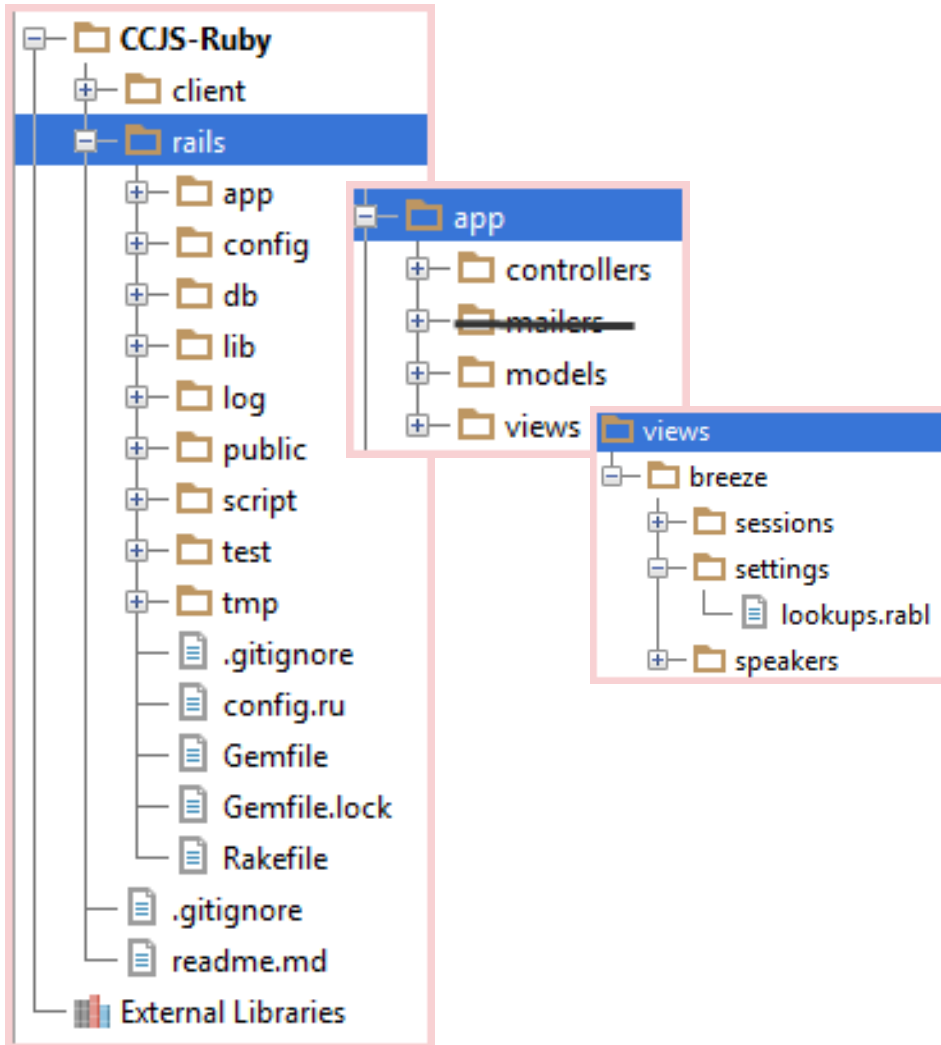 CCJS-Ruby
client
rails
app
config
db
lib
log
public
script
test
tmp
.gitignore
config.ru
Gemfile
Gemfile.lock
Rakefile
.gitignore
readme.md
External Libraries
app
controllers
mailers
models
views
views
breeze
sessions
settings
lookups.rabl
speakers